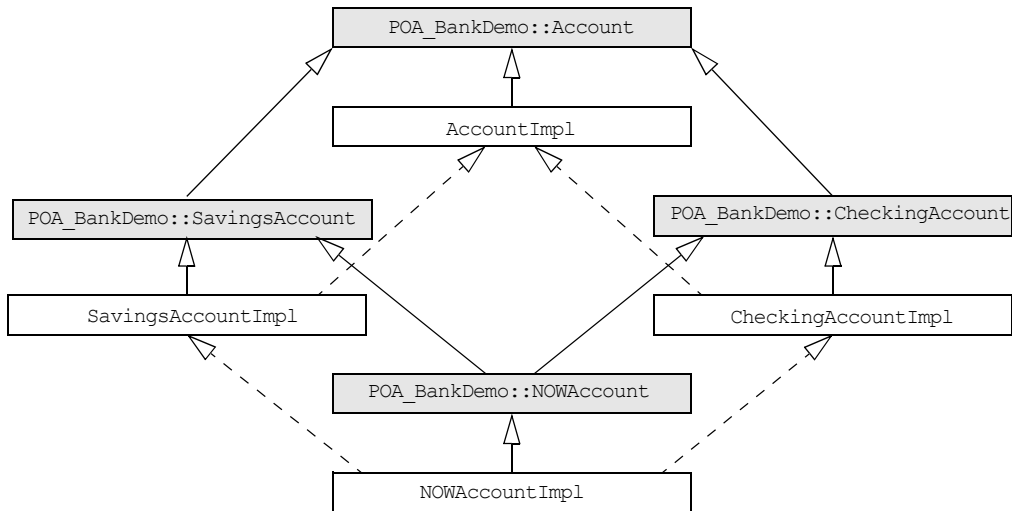 POA_BankDemo::Account
AccountImpl
POA_BankDemo::SavingsAccount
POA_BankDemo::CheckingAccount
SavingsAccountImpl
CheckingAccountImpl
POA_BankDemo::NOWAccount
NOWAccountImpl